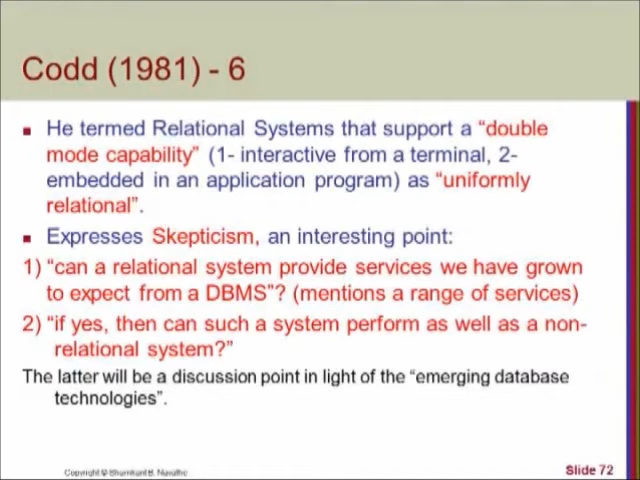 Codd (1981) - 6
He termed Relational Systems that support a “double
mode capability” (1- interactive from a terminal, 2-
embedded in an application program) as “uniformly
relational”.
Expresses Skepticism, an interesting point:
1) “can a relational system provide services we have grown
to expect from a DBMS”? (mentions a range of services)
2) “if yes, then can such a system perform as well as a non-
relational system?”
The latter will be a discussion point in light of the “emerging database
technologies”.
Copyright © Shamkant B. Navathe
Slide 72